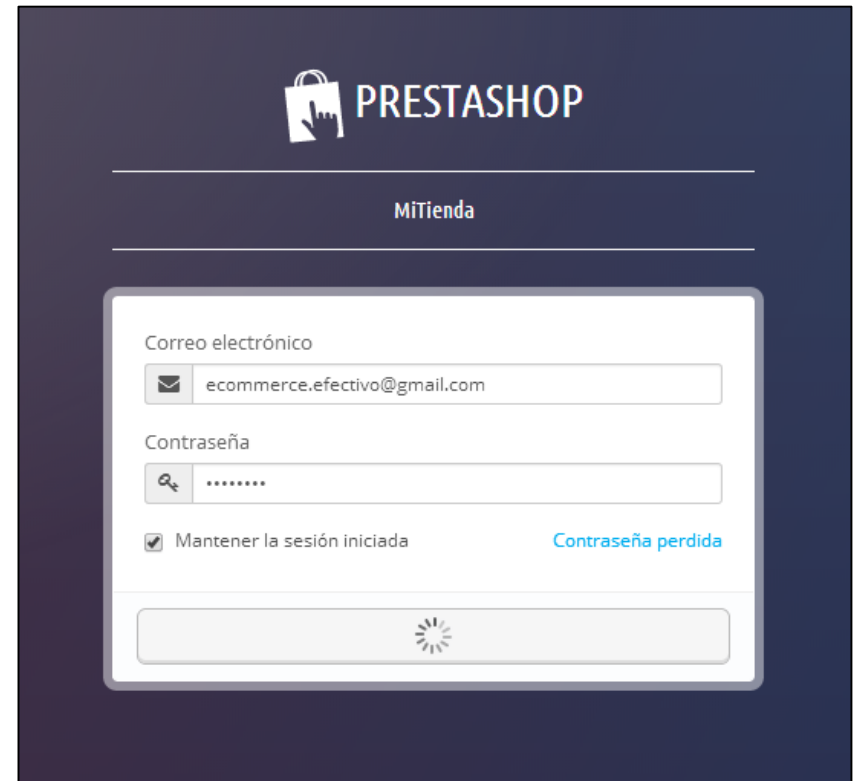 PRESTASHOP
MiTienda
Correo electrónico
ecommerce.efectivo@gmail.com
Contraseña
••••••••
Mantener la sesión iniciada Contraseña perdida